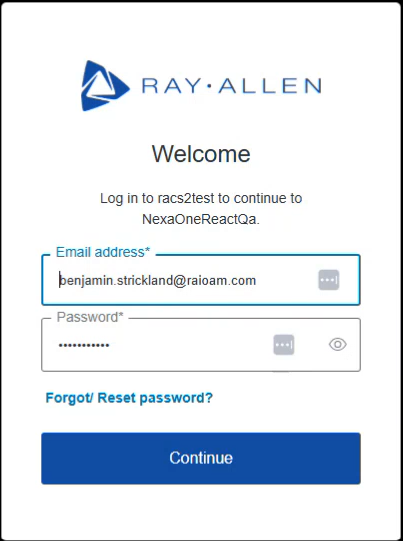 RAY·ALLEN
Welcome
Log in to racs2test to continue to
NexaOneReactQa.
Email address*
benjamin.strickland@raioam.com
Password*
•••••••••••
Forgot/ Reset password?
Continue